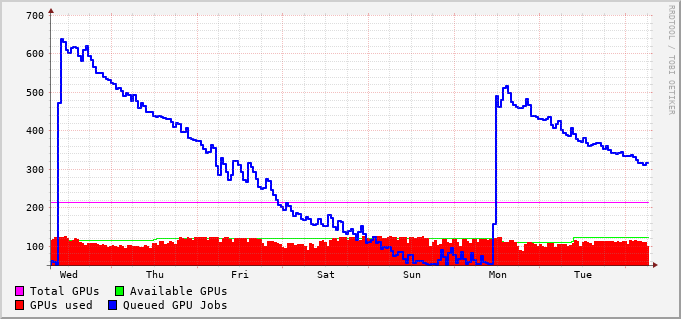 700
600
500
400
300
200
100
Wed Thu Fri Sat Sun Mon Tue
Total GPUs Available GPUs
GPUs used Queued GPU Jobs
RRDTOOL / TOBI OETIKER